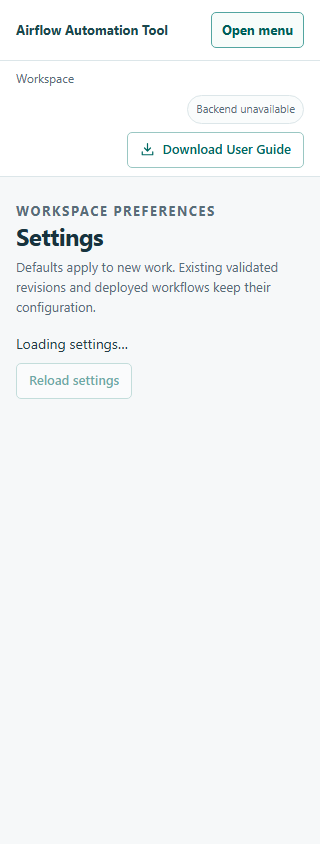 Airflow Automation Tool
Open menu
Workspace
Backend unavailable
Download User Guide
WORKSPACE PREFERENCES
Settings
Defaults apply to new work. Existing validated
revisions and deployed workflows keep their
configuration.
Loading settings...
Reload settings